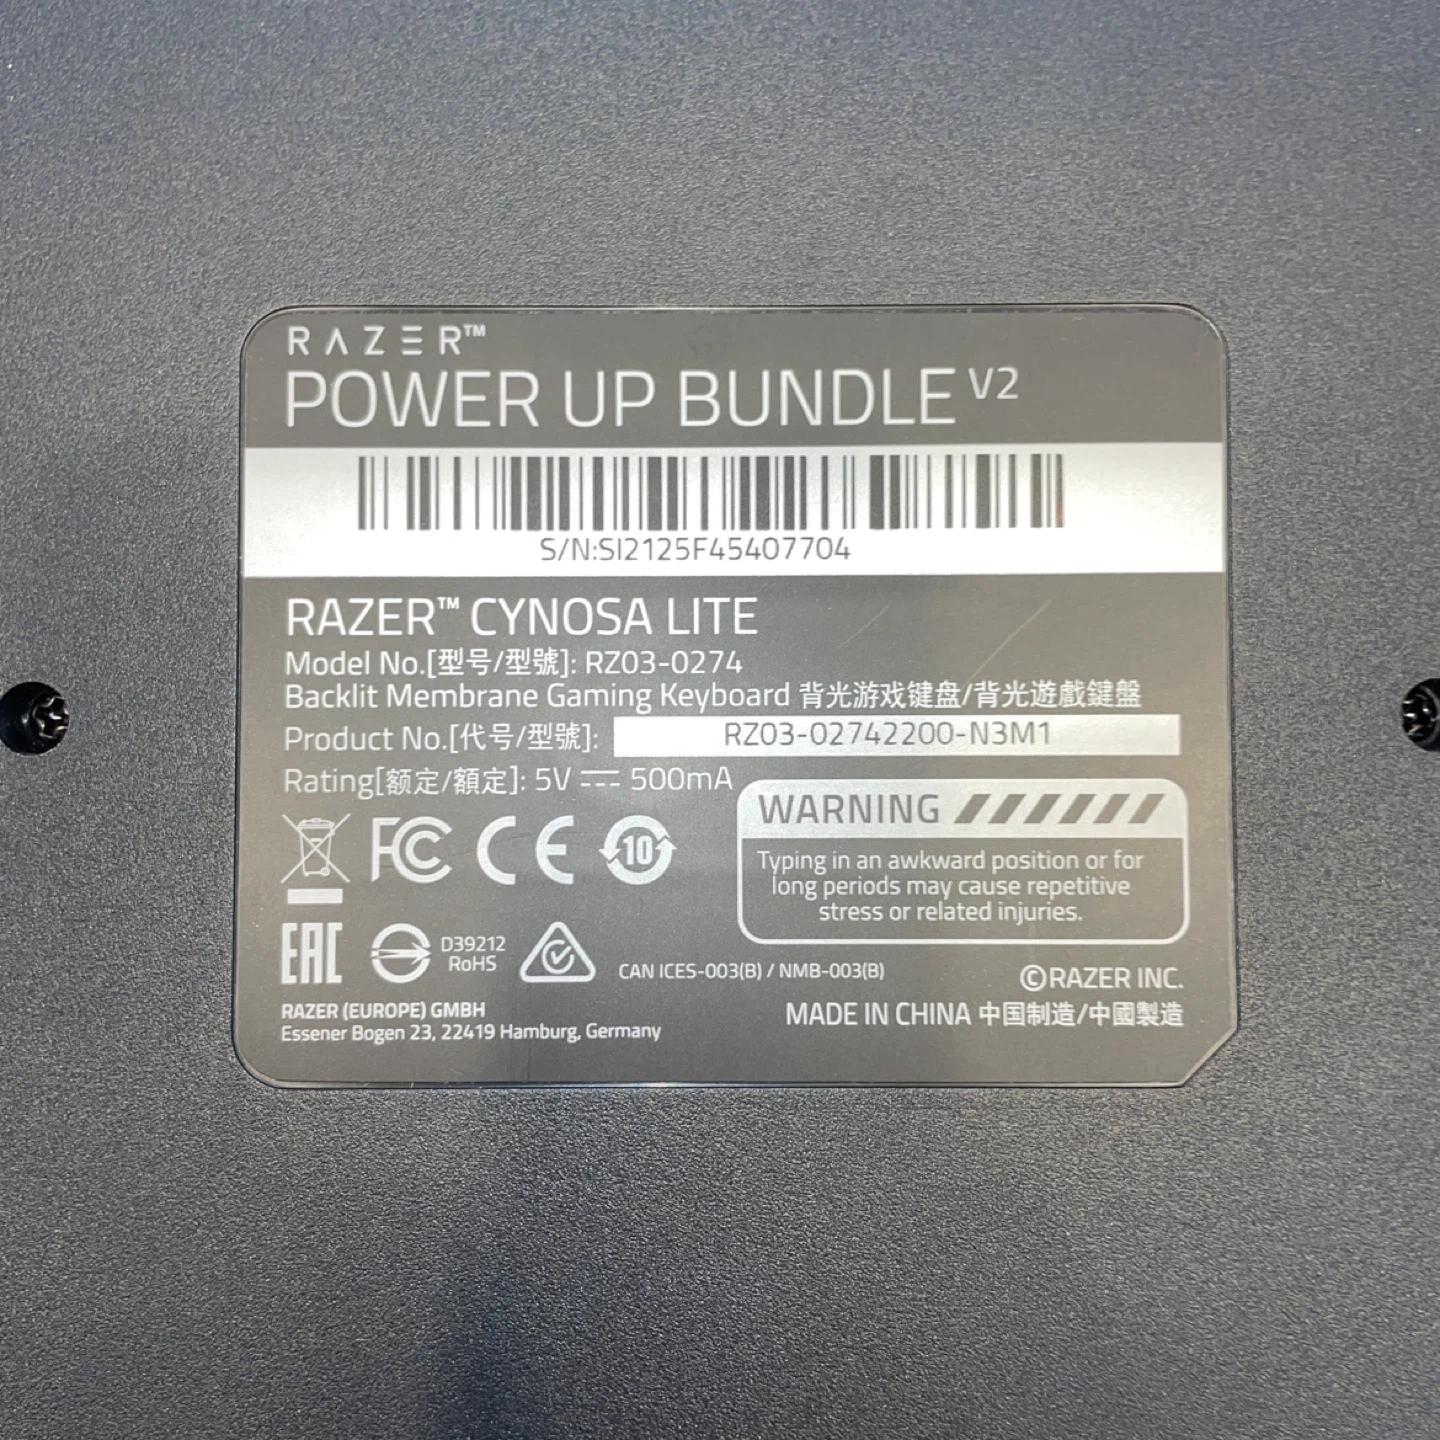 RAZER™
POWER UP BUNDLE V2
S/N:SI2125F45407704
RAZER™ CYNOSA LITE
Model No.[型号/型號]: RZ03-0274
Backlit Membrane Gaming Keyboard 背光游戏键盘/背光遊戲鍵盤
Product No.[代号/型號]: RZ03-02742200-N3M1
Rating[额定/額定]: 5V ⎓ 500mA
WARNING
Typing in an awkward position or for
long periods may cause repetitive
stress or related injuries.
FC CE 10
EAC D39212
RoHS
CAN ICES-003(B) / NMB-003(B)
©RAZER INC.
RAZER (EUROPE) GMBH
Essener Bogen 23, 22419 Hamburg, Germany
MADE IN CHINA 中国制造/中國製造